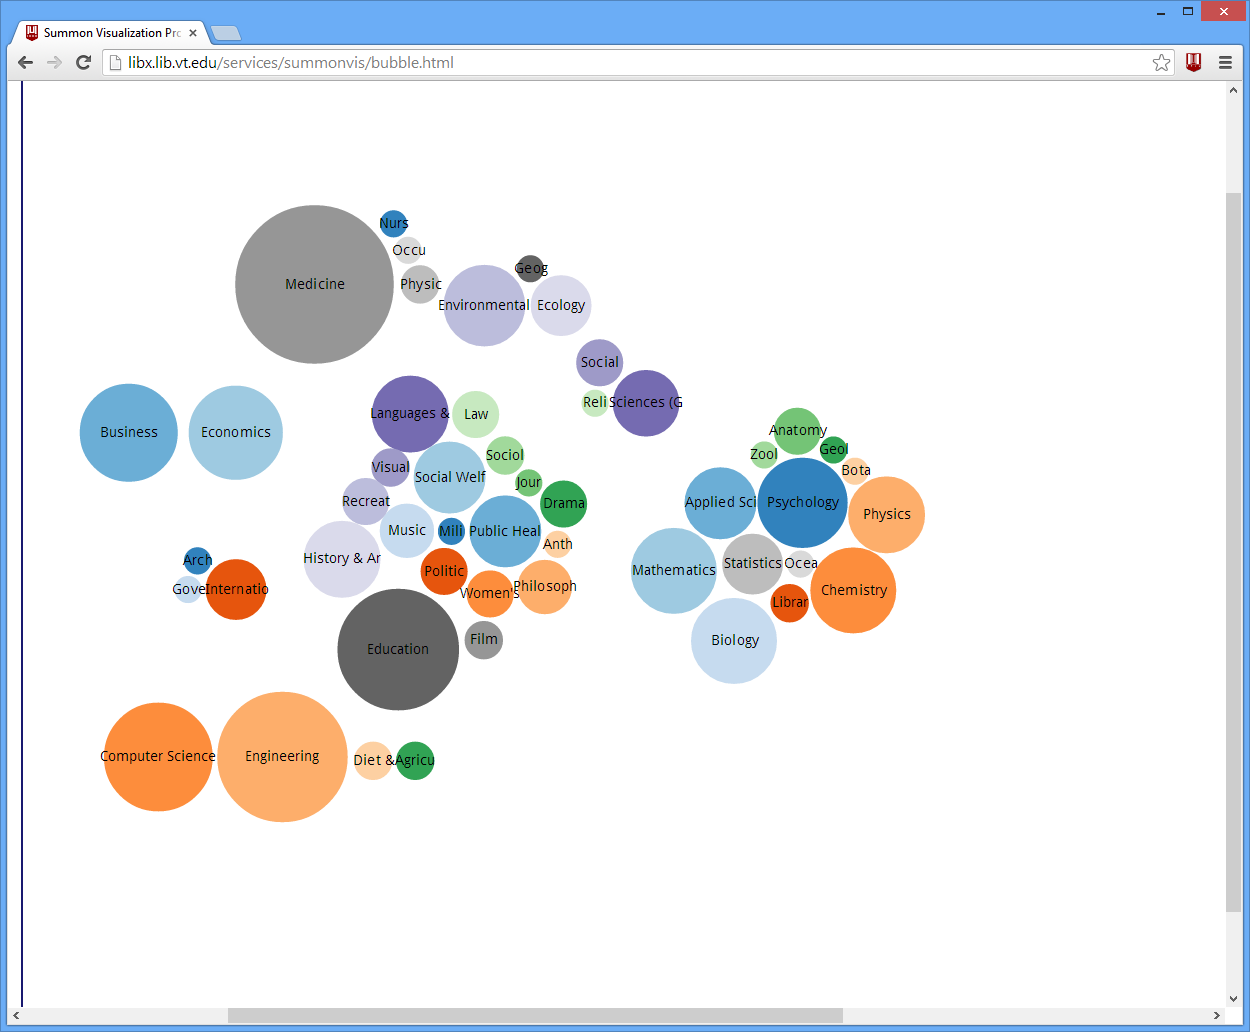 Summon Visualization Pro
libx.lib.vt.edu/services/summonvis/bubble.html
Nurs
Occu
Medicine
Physic
Geog
Environmental
Ecology
Social
Reli
Sciences (G
Business
Economics
Languages &
Law
Anatomy
Geol
Zool
Sociol
Visual
Bota
Social Welf
Jour
Recreat
Drama
Applied Sci
Psychology
Physics
Music
Mili
Public Heal
Anth
History & Ar
Arch
Politic
Mathematics
Statistics
Ocea
Gove
Internatio
Women's
Philosoph
Chemistry
Librar
Film
Biology
Education
Computer Science
Engineering
Diet &
Agricu